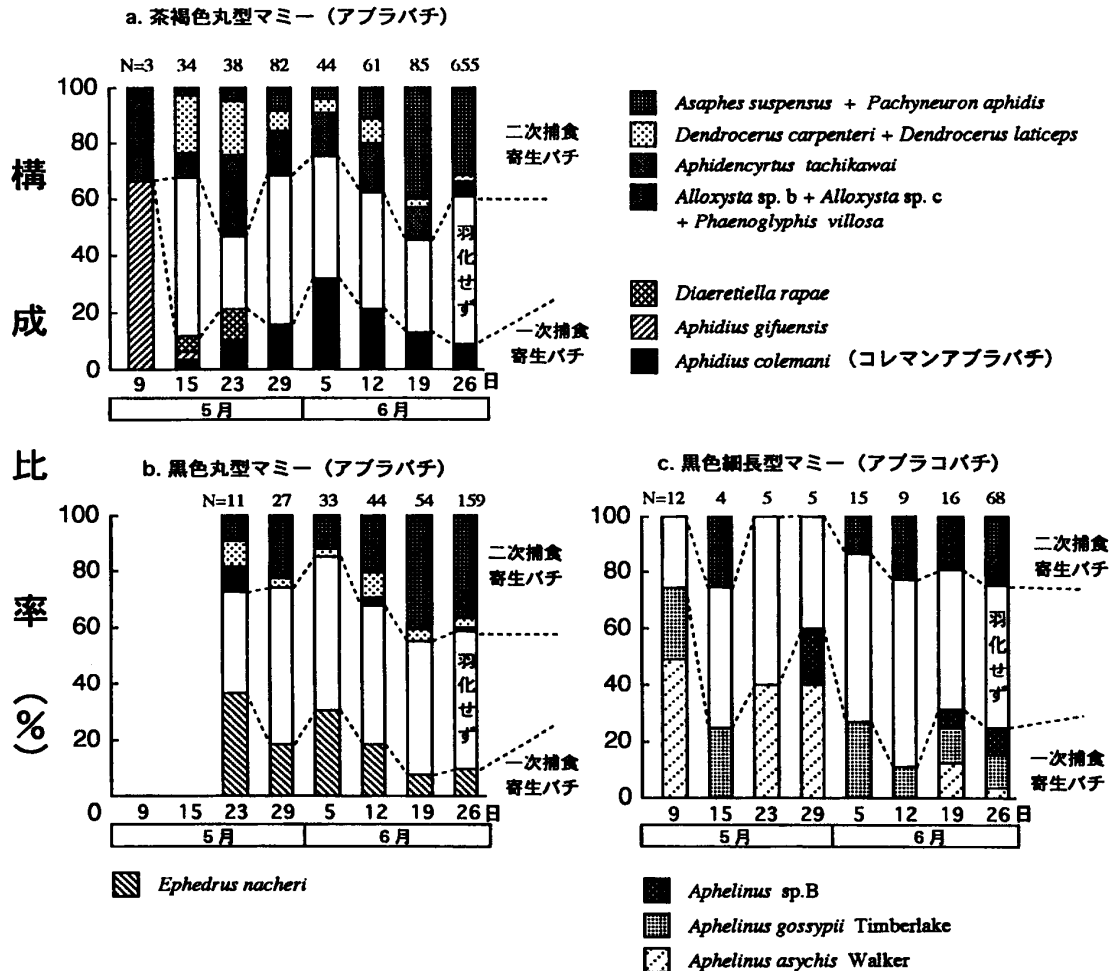 a. 茶褐色丸型マミー（アブラバチ）
N=3 34 38 82 44 61 85 655
100
80
60
40
20
0
二次捕食
寄生バチ
一次捕食
寄生バチ
羽化せず
9 15 23 29 5 12 19 26 日
5月 6月
Asaphes suspensus + Pachyneuron aphidis
Dendrocerus carpenteri + Dendrocerus laticeps
Aphidencyrtus tachikawai
Alloxysta sp. b + Alloxysta sp. c
+ Phaenoglyphis villosa
Diaeretiella rapae
Aphidius gifuensis
Aphidius colemani （コレマンアブラバチ）
構成比率（％）
b. 黒色丸型マミー（アブラバチ）
N=11 27 33 44 54 159
100
80
60
40
20
0
二次捕食
寄生バチ
一次捕食
寄生バチ
羽化せず
9 15 23 29 5 12 19 26 日
5月 6月
Ephedrus nacheri
c. 黒色細長型マミー（アブラコバチ）
N=12 4 5 5 15 9 16 68
100
80
60
40
20
0
二次捕食
寄生バチ
一次捕食
寄生バチ
羽化せず
9 15 23 29 5 12 19 26 日
5月 6月
Aphelinus sp.B
Aphelinus gossypii Timberlake
Aphelinus asychis Walker